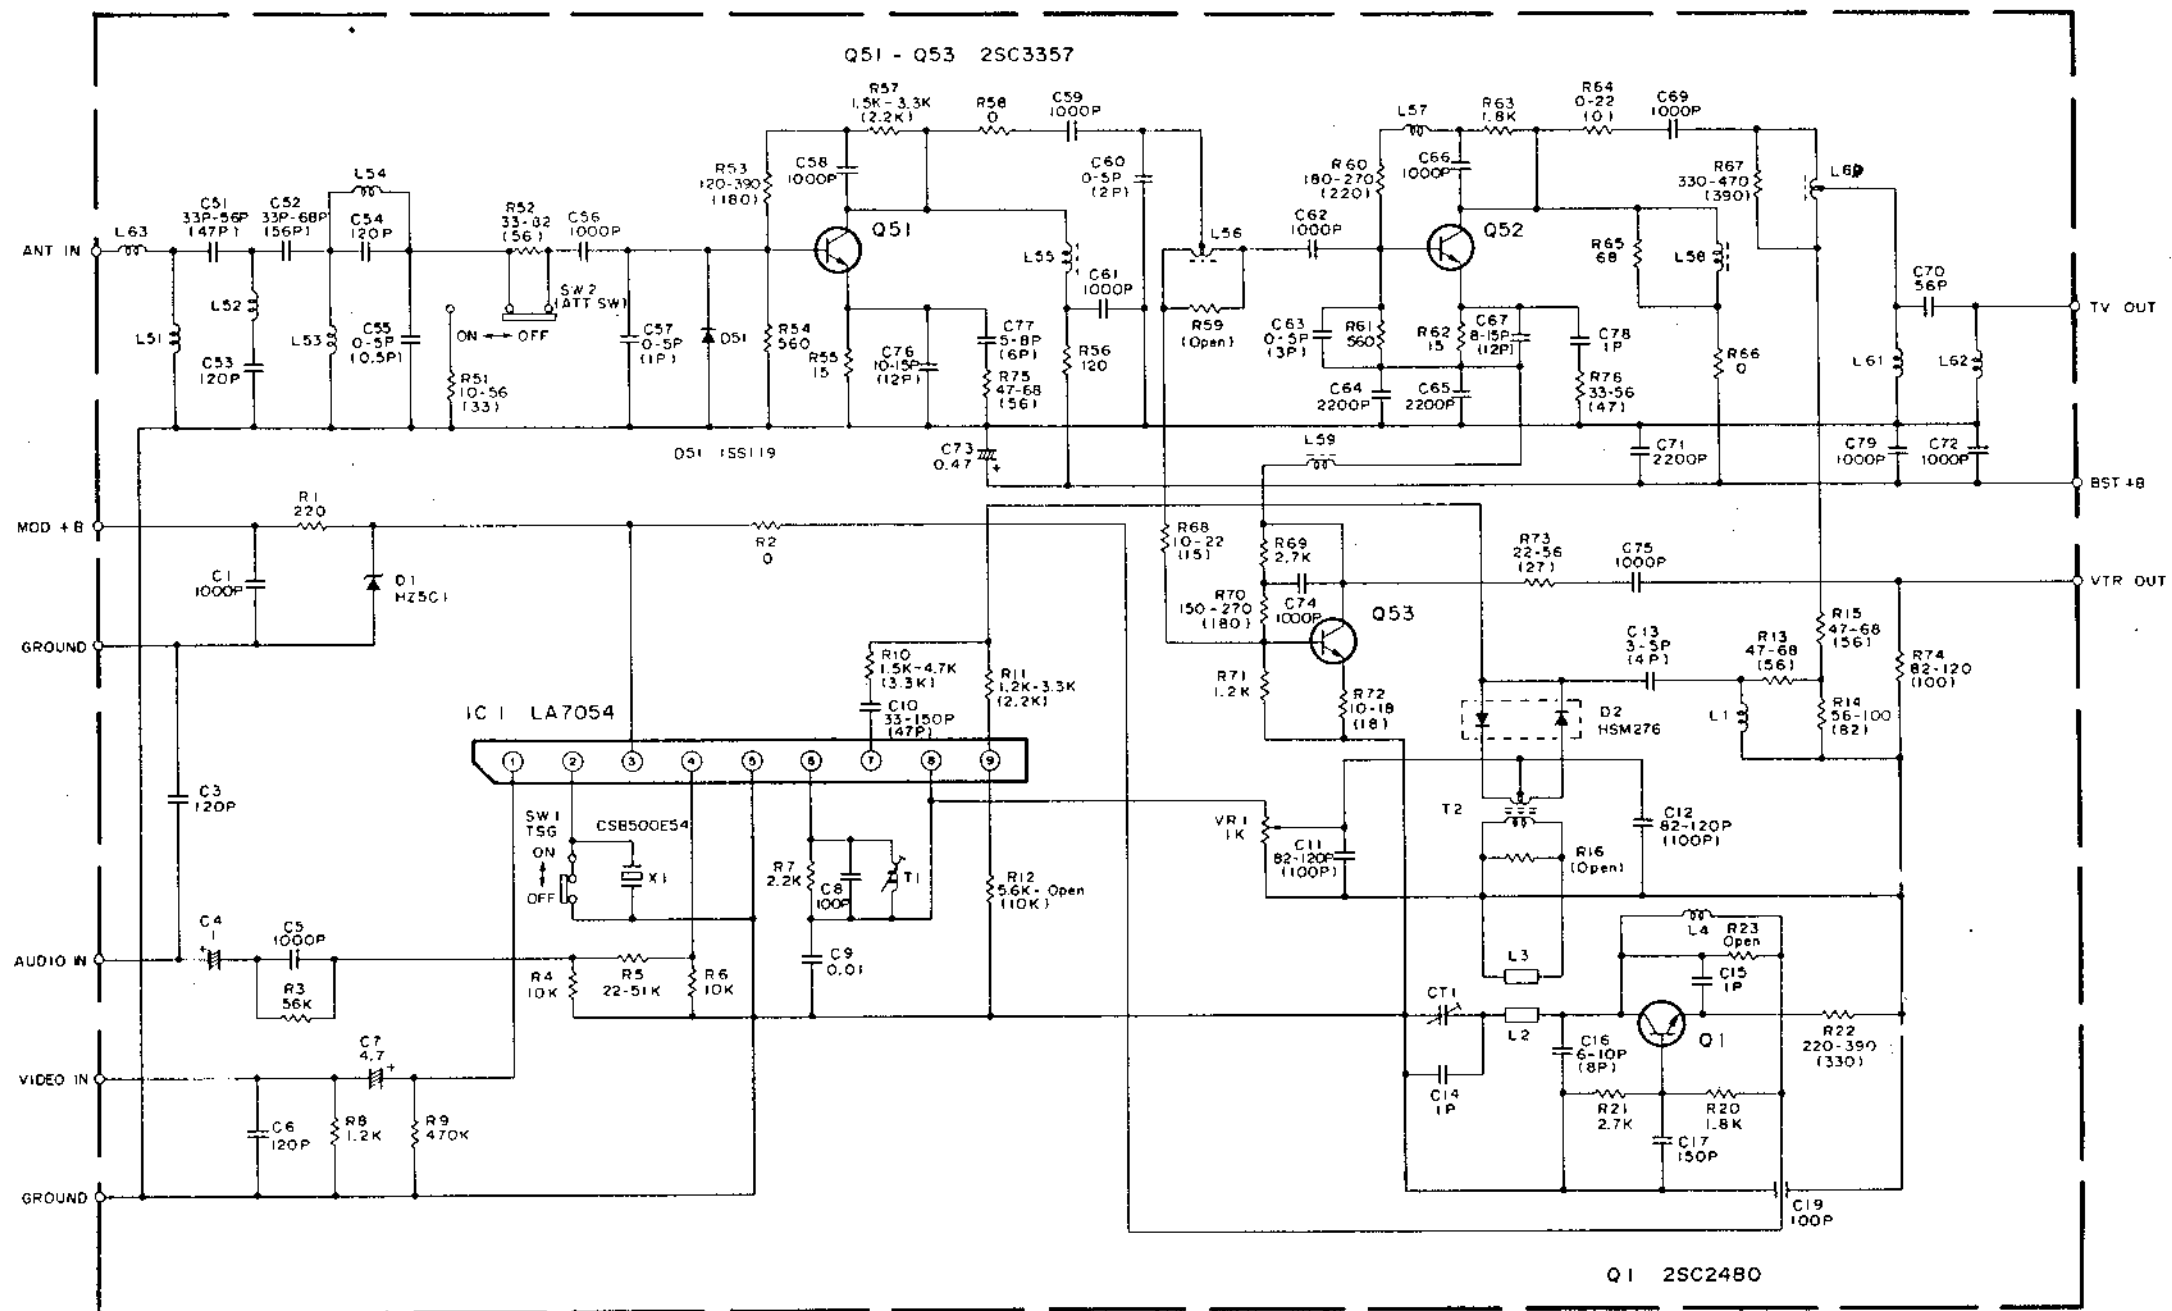 Q51 - Q53 2SC3357
R57
1.5K-3.3K
(2.2K)
R58
0
C59
1000P
L57
R63
1.8K
R64
0-22
(0)
C69
1000P
R53
120-390
(180)
C58
1000P
C60
0-5P
(2P)
R60
180-270
(220)
C66
1000P
R67
330-470
(390)
L54
C51
33P-56P
(47P)
C52
33P-68P
(56P)
C54
120P
R52
33-82
(56)
C56
1000P
Q51
C62
1000P
Q52
L63
ANT IN
L56
L55
C61
1000P
R65
68
L58
C70
56P
TV OUT
L52
SW2
(ATT SW)
L51
C53
120P
L53
C55
0-5P
(0.5P)
ON ↔ OFF
C57
0-5P
(1P)
D51
R54
560
R55
15
C76
10-15P
(12P)
C77
5-8P
(6P)
R75
47-68
(56)
R56
120
R59
(Open)
C63
0-5P
(3P)
R61
560
R62
15
C67
8-15P
(12P)
C78
1P
R51
10-56
(33)
C64
2200P
C65
2200P
R76
33-56
(47)
R66
0
L61
L62
D51 1SS119
C73
0.47
+
L59
C71
2200P
C79
1000P
C72
1000P
BST +B
MOD +B
R1
220
R2
0
R68
10-22
(15)
R69
2.7K
R73
22-56
(27)
C75
1000P
VTR OUT
C1
1000P
D1
HZ5C1
R70
150-270
(180)
C74
1000P
Q53
GROUND
R10
1.5K-4.7K
(3.3K)
R11
1.2K-3.3K
(2.2K)
R71
1.2K
R72
10-18
(18)
C13
3-5P
(4P)
R13
47-68
(56)
R15
47-68
(56)
R74
82-120
(100)
IC1 LA7054
C10
33-150P
(47P)
D2
HSM276
L1
R14
56-100
(82)
1 2 3 4 5 6 7 8 9
C3
120P
SW1
TSG
ON
↕
OFF
CSB500E54
X1
R7
2.2K
C8
100P
T1
R12
5.6K-Open
(10K)
VR1
1K
C11
82-120P
(100P)
T2
R16
(Open)
C12
82-120P
(100P)
C4
1
+
C5
1000P
AUDIO IN
R3
56K
R4
10K
R5
22-51K
R6
10K
C9
0.01
L3
L4
R23
Open
C15
1P
CT1
L2
C16
6-10P
(8P)
Q1
R22
220-390
(330)
VIDEO IN
C7
4.7
+
C14
1P
R21
2.7K
R20
1.8K
C6
120P
R8
1.2K
R9
470K
C17
150P
GROUND
C19
100P
Q1 2SC2480